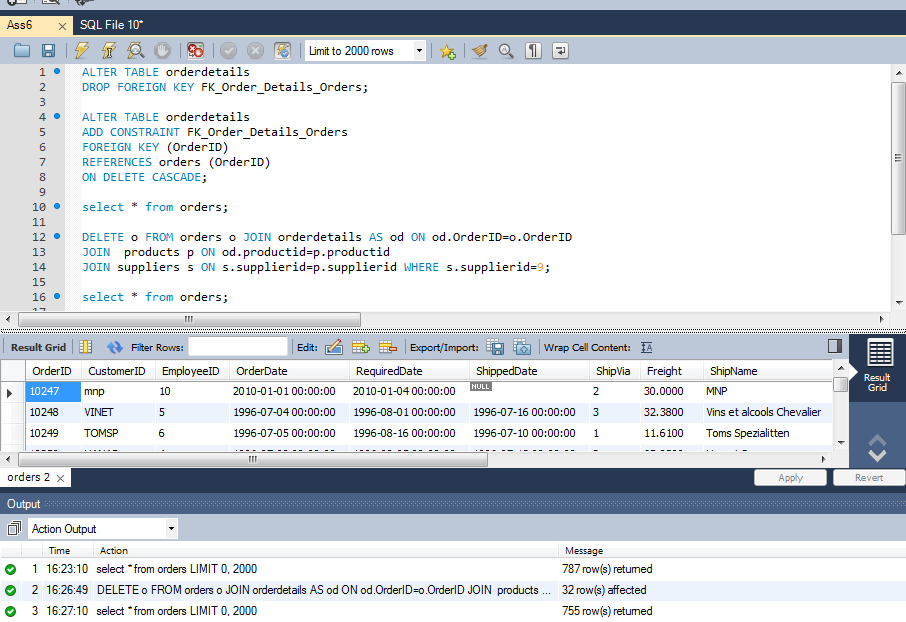 Ass6
SQL File 10*
Limit to 2000 rows
1 ALTER TABLE orderdetails
2 DROP FOREIGN KEY FK_Order_Details_Orders;
3
4 ALTER TABLE orderdetails
5 ADD CONSTRAINT FK_Order_Details_Orders
6 FOREIGN KEY (OrderID)
7 REFERENCES orders (OrderID)
8 ON DELETE CASCADE;
9
10 select * from orders;
11
12 DELETE o FROM orders o JOIN orderdetails AS od ON od.OrderID=o.OrderID
13 JOIN  products p ON od.productid=p.productid
14 JOIN suppliers s ON s.supplierid=p.supplierid WHERE s.supplierid=9;
15
16 select * from orders;
Result Grid Filter Rows: Edit: Export/Import: Wrap Cell Content: IA
OrderID CustomerID EmployeeID OrderDate RequiredDate ShippedDate ShipVia Freight ShipName
10247 mnp 10 2010-01-01 00:00:00 2010-01-04 00:00:00 NULL 2 30.0000 MNP
10248 VINET 5 1996-07-04 00:00:00 1996-08-01 00:00:00 1996-07-16 00:00:00 3 32.3800 Vins et alcools Chevalier
10249 TOMSP 6 1996-07-05 00:00:00 1996-08-16 00:00:00 1996-07-10 00:00:00 1 11.6100 Toms Spezialitten
Result
Grid
orders 2
Apply
Revert
Output
Action Output
Time Action Message
1 16:23:10 select * from orders LIMIT 0, 2000 787 row(s) returned
2 16:26:49 DELETE o FROM orders o JOIN orderdetails AS od ON od.OrderID=o.OrderID JOIN  products ... 32 row(s) affected
3 16:27:10 select * from orders LIMIT 0, 2000 755 row(s) returned